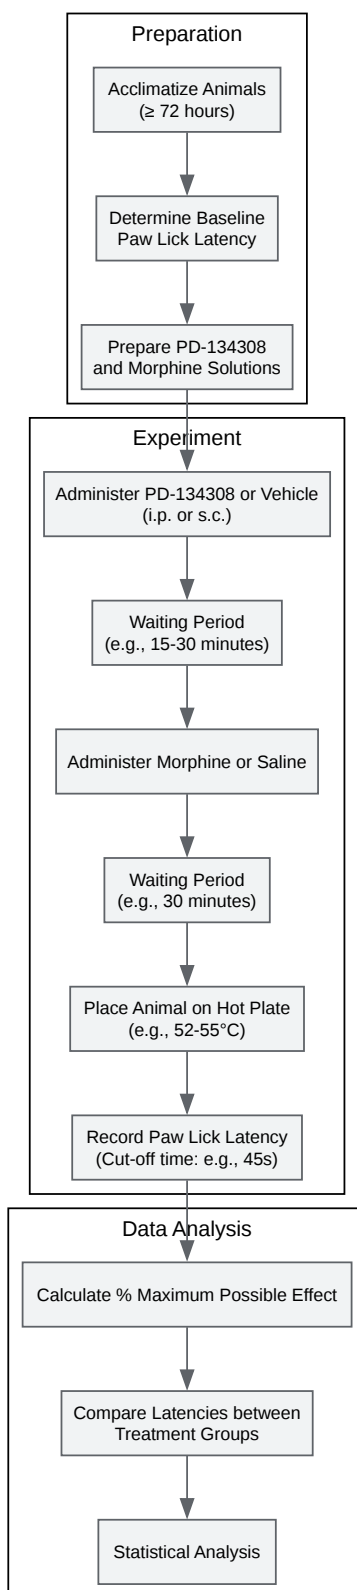 Preparation
Acclimatize Animals
(≥ 72 hours)
Determine Baseline
Paw Lick Latency
Prepare PD-134308
and Morphine Solutions
Experiment
Administer PD-134308 or Vehicle
(i.p. or s.c.)
Waiting Period
(e.g., 15-30 minutes)
Administer Morphine or Saline
Waiting Period
(e.g., 30 minutes)
Place Animal on Hot Plate
(e.g., 52-55°C)
Record Paw Lick Latency
(Cut-off time: e.g., 45s)
Data Analysis
Calculate % Maximum Possible Effect
Compare Latencies between
Treatment Groups
Statistical Analysis